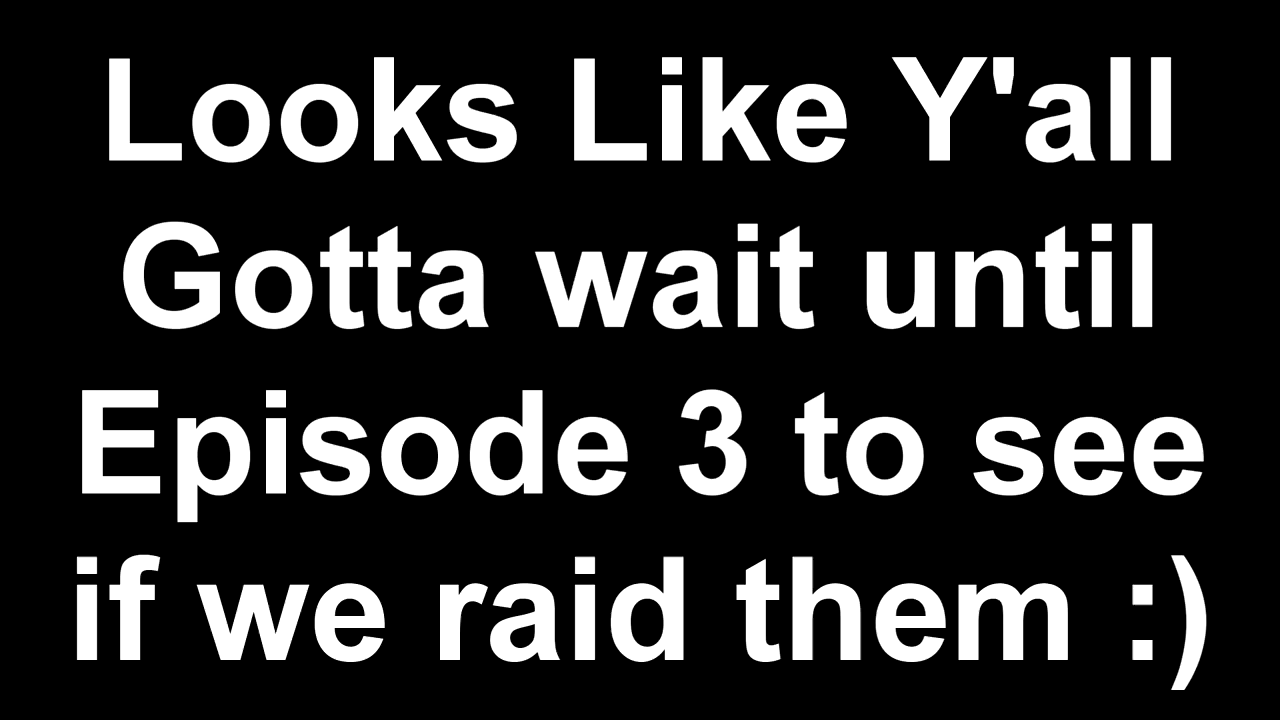 Looks Like Y'all
Gotta wait until
Episode 3 to see
if we raid them :)